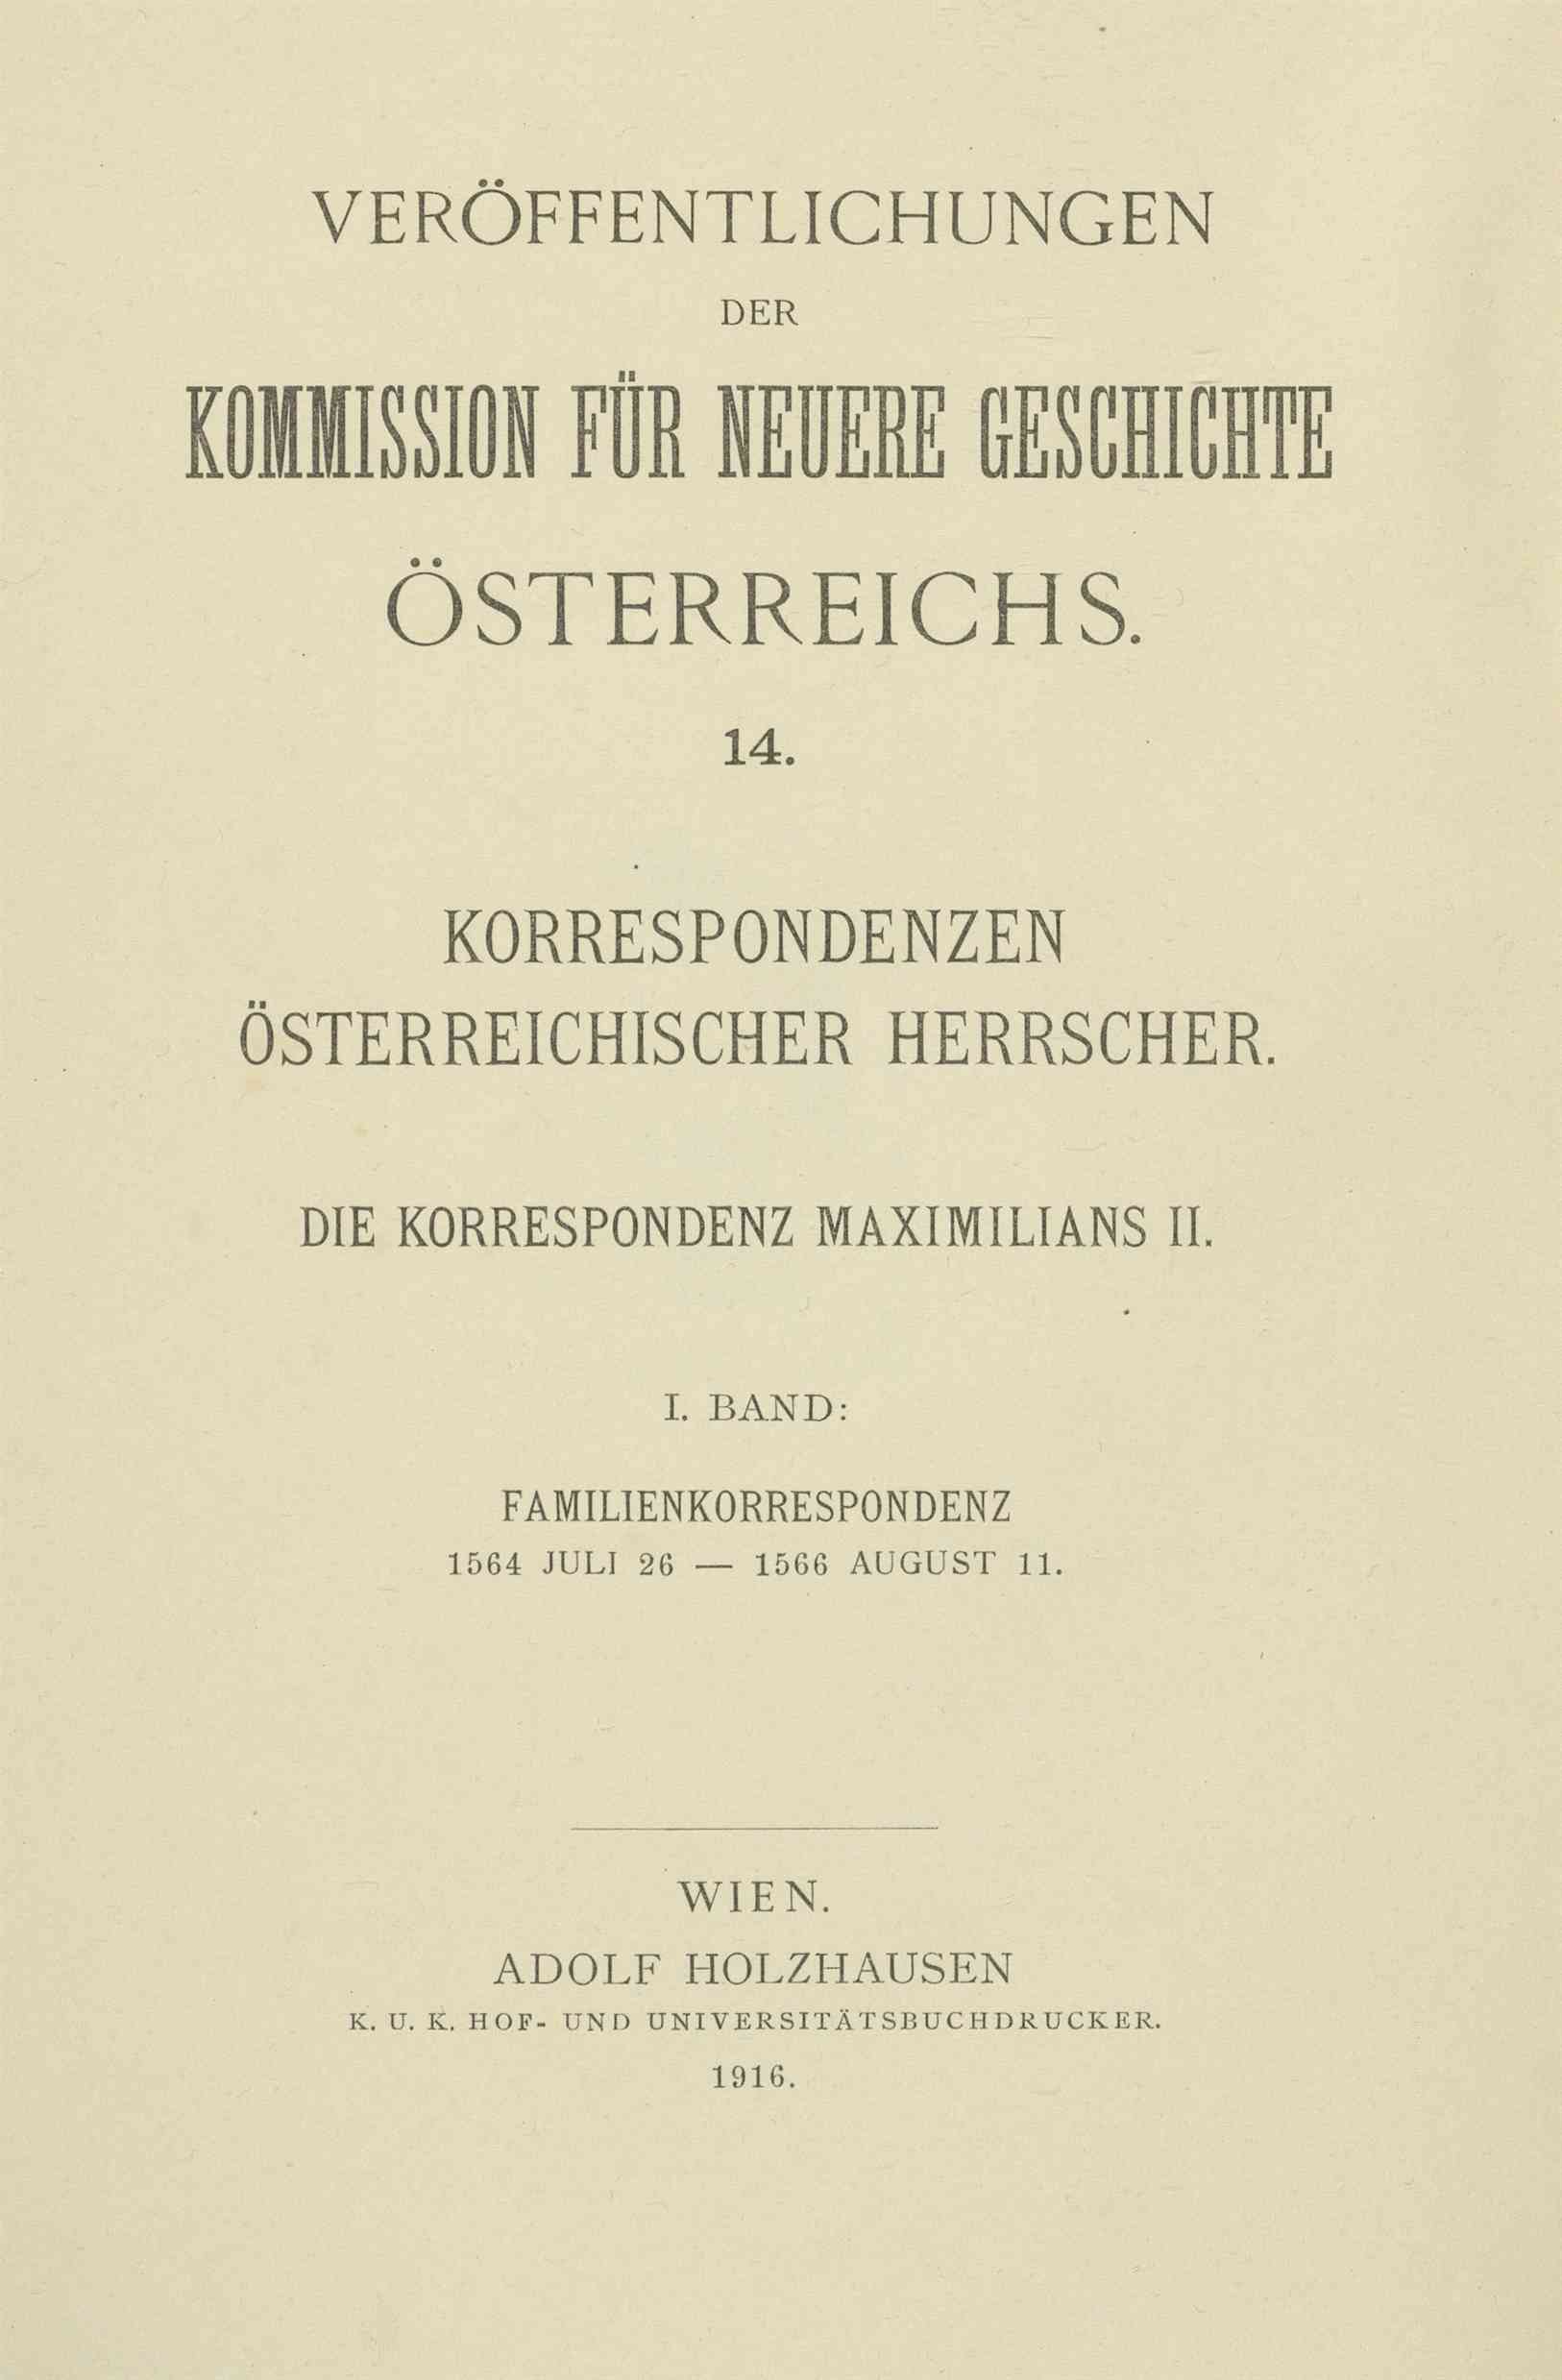 VERÖFFENTLICHUNGEN
DER
KOMMISSION FÜR NEUERE GESCHICHTE
ÖSTERREICHS.
14.
KORRESPONDENZEN
ÖSTERREICHISCHER HERRSCHER.
DIE KORRESPONDENZ MAXIMILIANS II.
I. BAND:
FAMILIENKORRESPONDENZ
1564 JULI 26 — 1566 AUGUST 11.
WIEN.
ADOLF HOLZHAUSEN
K. U. K. HOF- UND UNIVERSITÄTSBUCHDRUCKER.
1916.